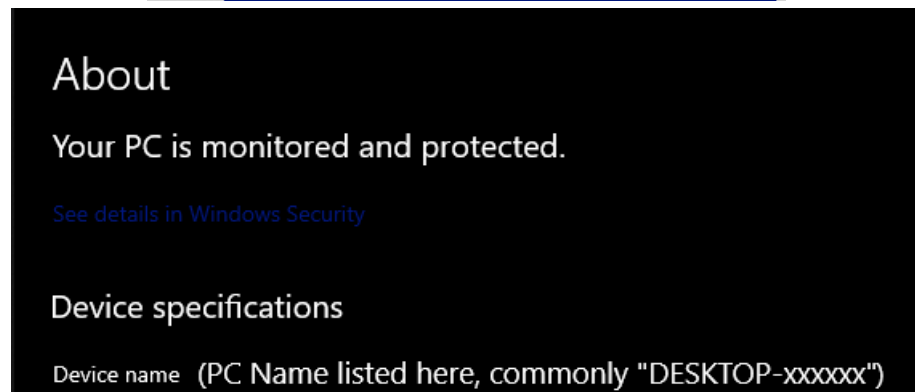 About
Your PC is monitored and protected.
See details in Windows Security
Device specifications
Device name (PC Name listed here, commonly "DESKTOP-xxxxxx")